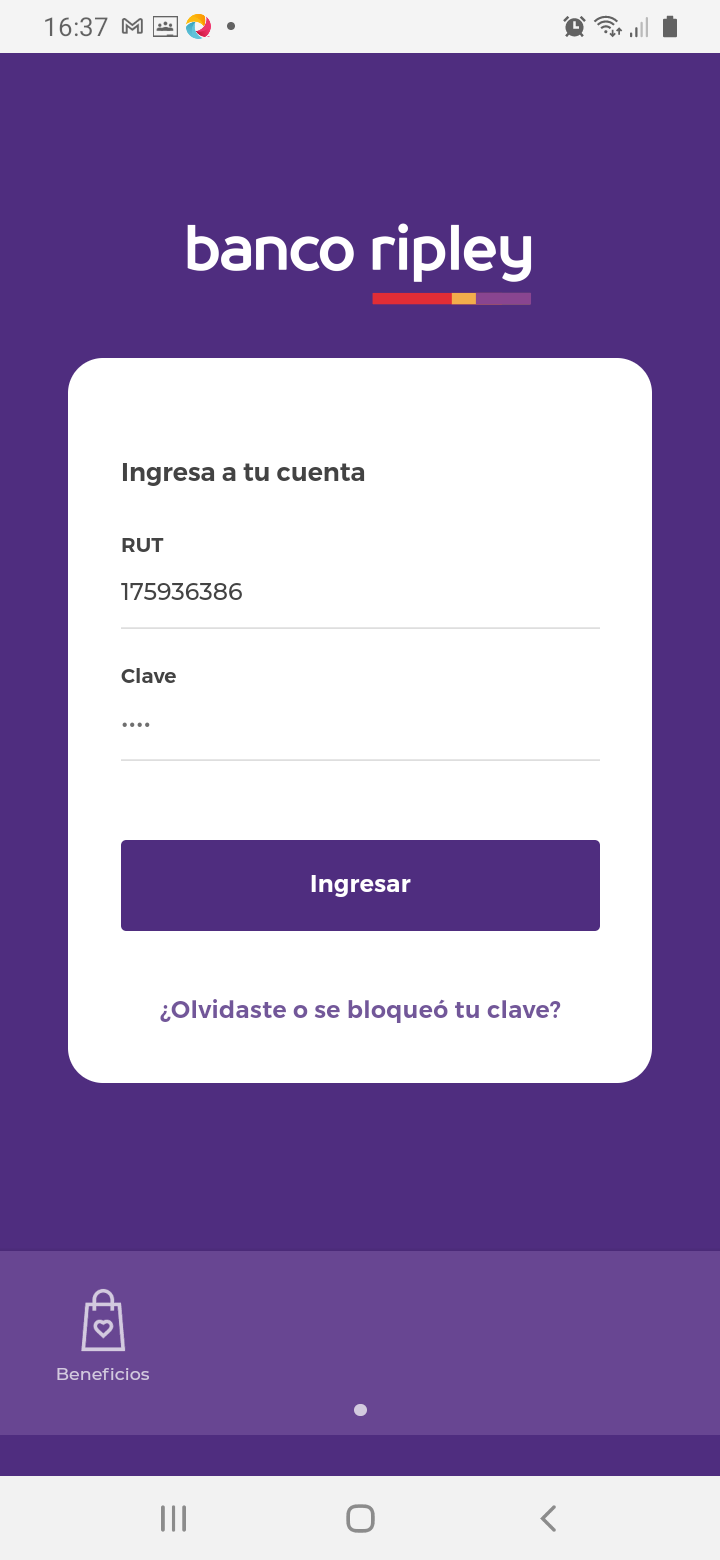 16:37
banco ripley
Ingresa a tu cuenta
RUT
175936386
Clave
••••
Ingresar
¿Olvidaste o se bloqueó tu clave?
Beneficios